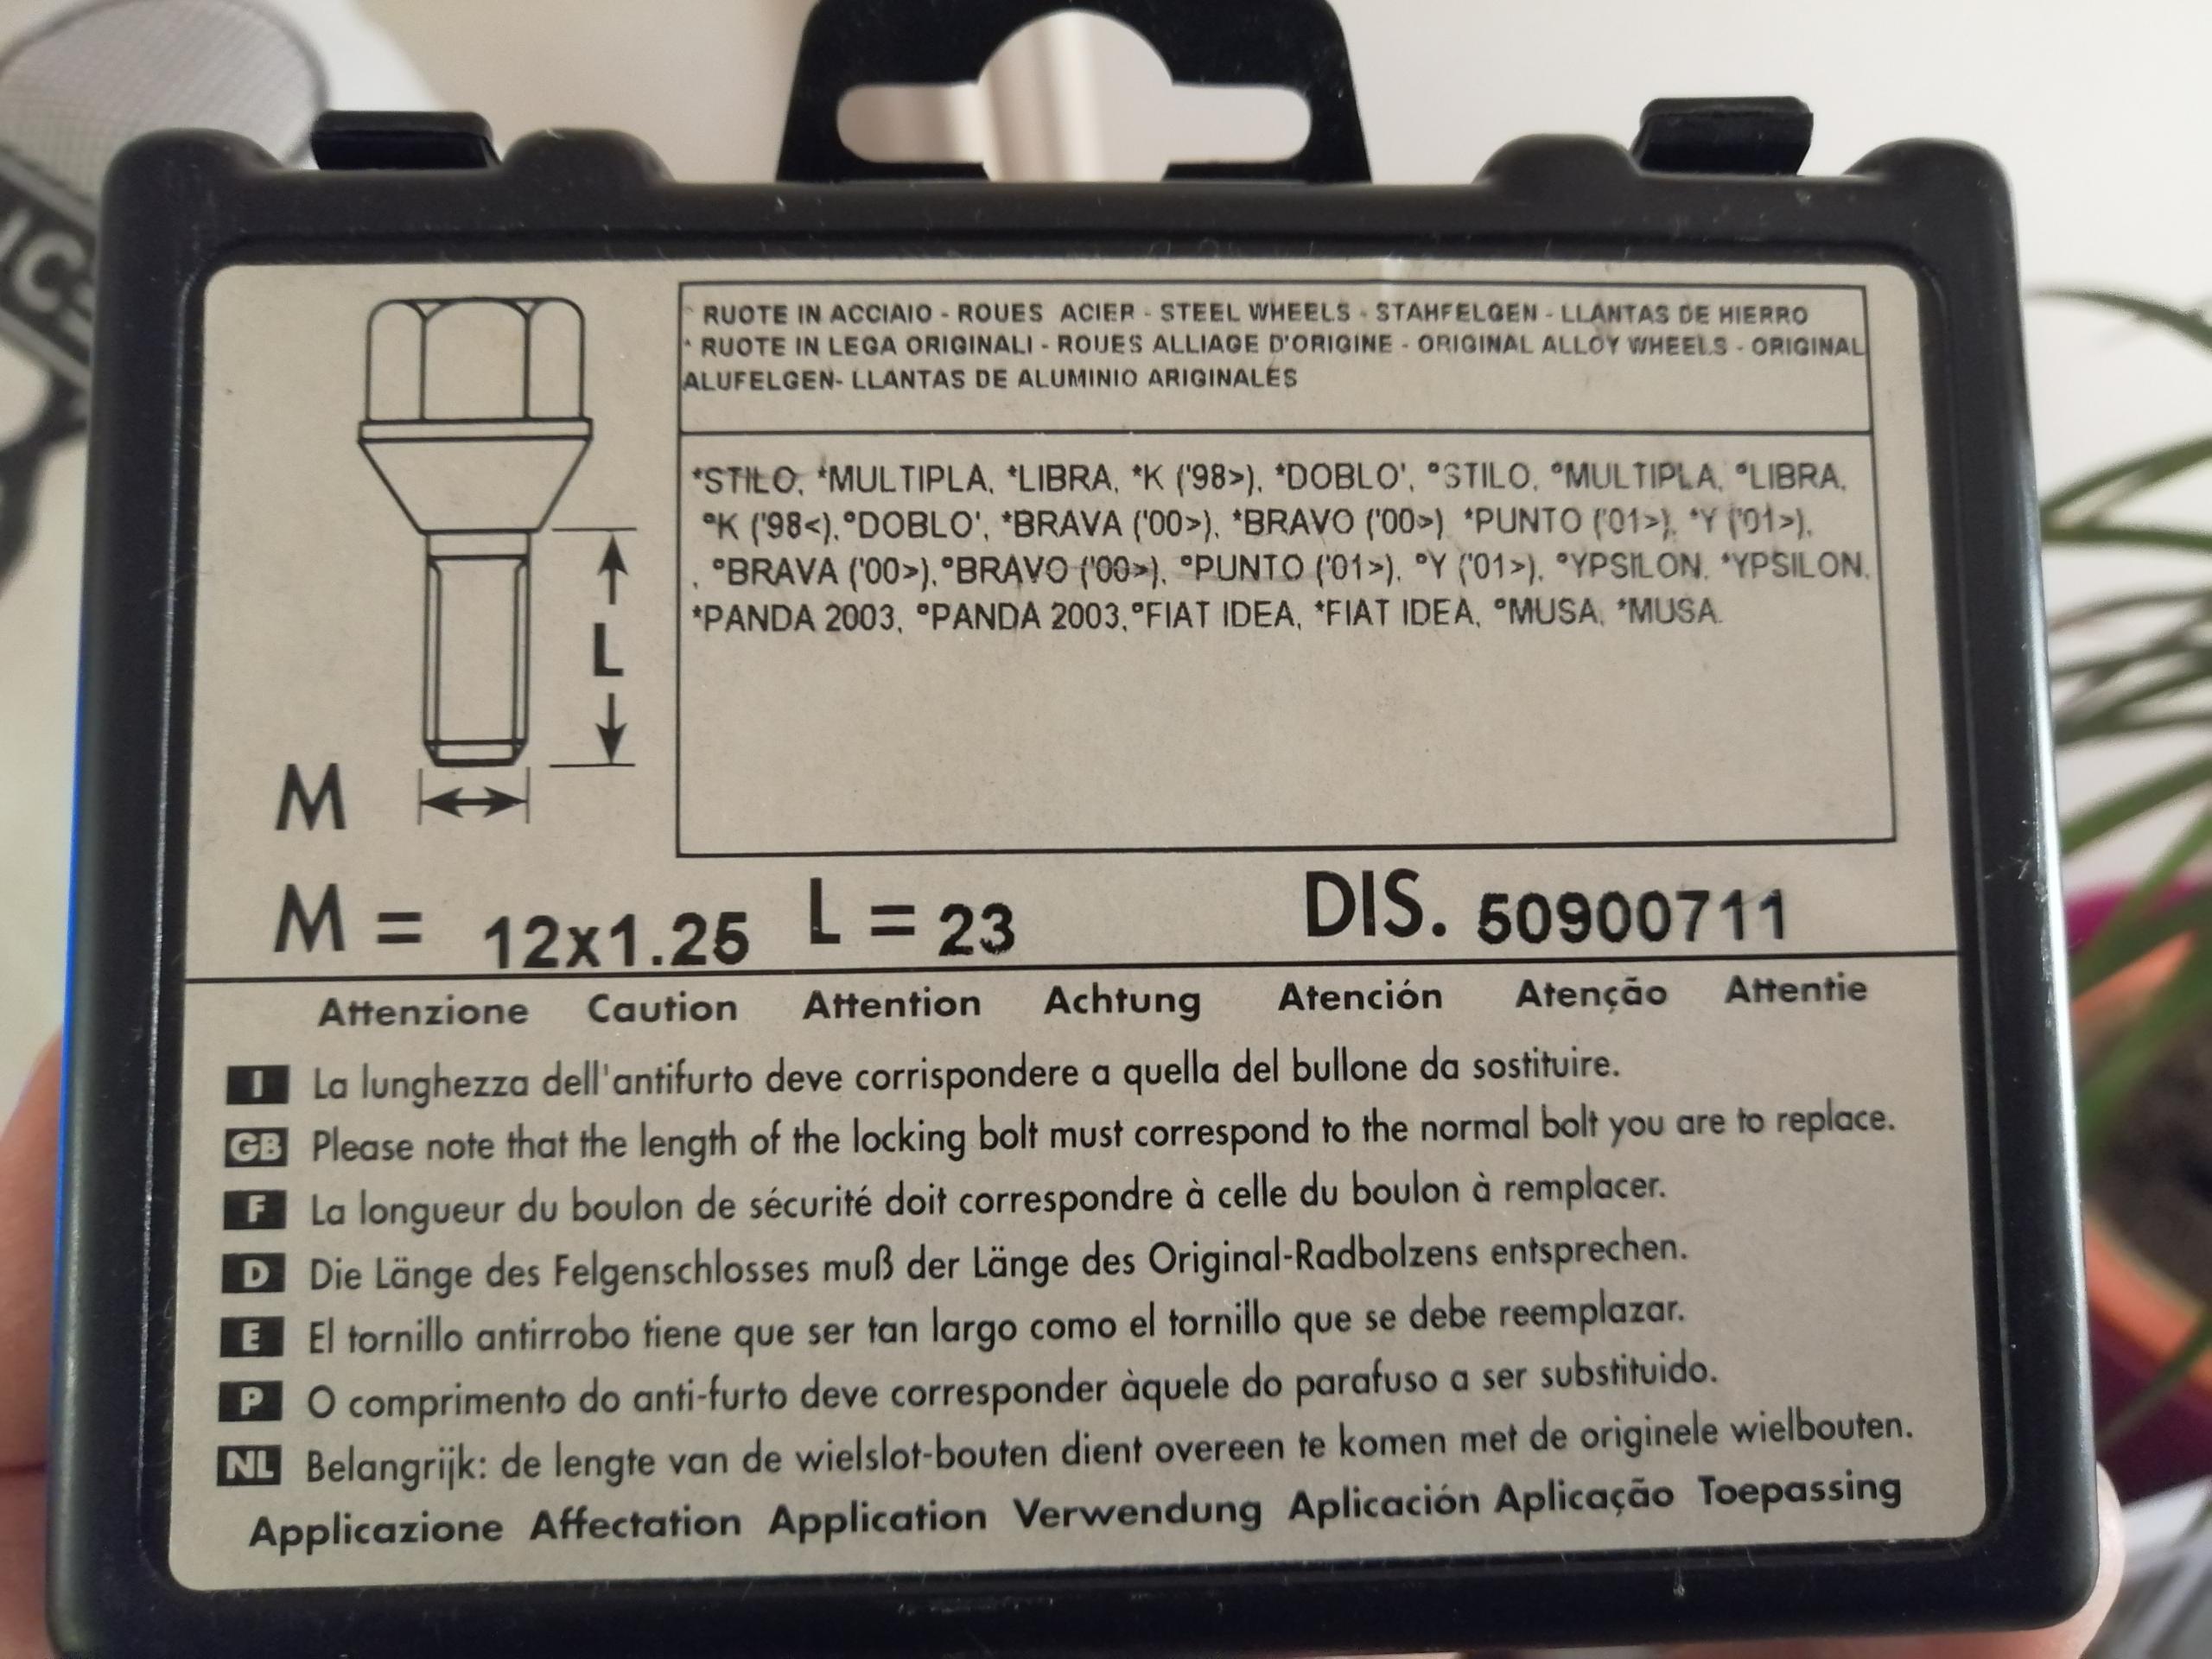 ° RUOTE IN ACCIAIO - ROUES ACIER - STEEL WHEELS - STAHFELGEN - LLANTAS DE HIERRO
* RUOTE IN LEGA ORIGINALI - ROUES ALLIAGE D'ORIGINE - ORIGINAL ALLOY WHEELS - ORIGINAL
ALUFELGEN- LLANTAS DE ALUMINIO ARIGINALES
*STILO, *MULTIPLA, *LIBRA, *K ('98>), *DOBLO', °STILO, °MULTIPLA, °LIBRA,
°K ('98<),°DOBLO', *BRAVA ('00>), *BRAVO ('00>) *PUNTO ('01>), *Y ('01>),
, °BRAVA ('00>),°BRAVO ('00>), °PUNTO ('01>), °Y ('01>), °YPSILON, *YPSILON,
*PANDA 2003, °PANDA 2003,°FIAT IDEA, *FIAT IDEA, °MUSA, *MUSA.
L
M
M = 12x1.25 L = 23 DIS. 50900711
Attenzione Caution Attention Achtung Atención Atenção Attentie
I La lunghezza dell'antifurto deve corrispondere a quella del bullone da sostituire.
GB Please note that the length of the locking bolt must correspond to the normal bolt you are to replace.
F La longueur du boulon de sécurité doit correspondre à celle du boulon à remplacer.
D Die Länge des Felgenschlosses muß der Länge des Original-Radbolzens entsprechen.
E El tornillo antirrobo tiene que ser tan largo como el tornillo que se debe reemplazar.
P O comprimento do anti-furto deve corresponder àquele do parafuso a ser substituido.
NL Belangrijk: de lengte van de wielslot-bouten dient overeen te komen met de originele wielbouten.
Applicazione Affectation Application Verwendung Aplicación Aplicação Toepassing